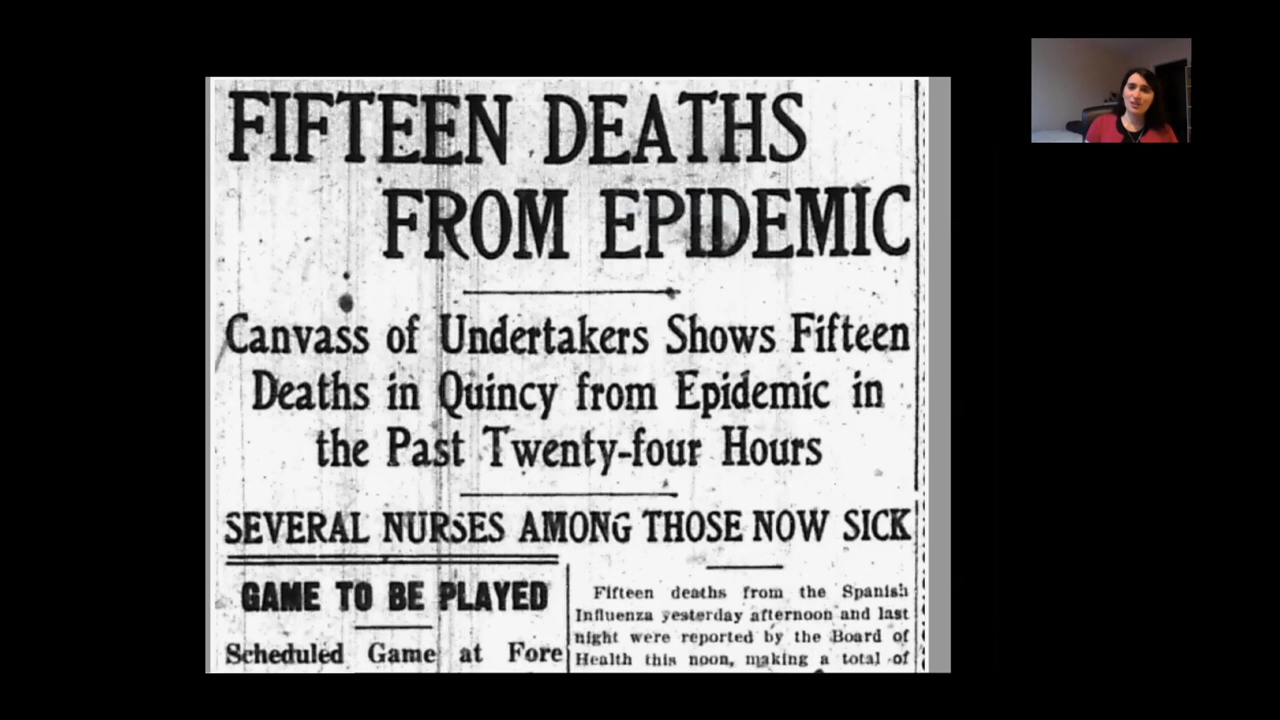 FIFTEEN DEATHS
FROM EPIDEMIC
Canvass of Undertakers Shows Fifteen
Deaths in Quincy from Epidemic in
the Past Twenty-four Hours
SEVERAL NURSES AMONG THOSE NOW SICK
GAME TO BE PLAYED
Scheduled Game at Fore
Fifteen deaths from the Spanish
Influenza yesterday afternoon and last
night were reported by the Board of
Health this noon, making a total of